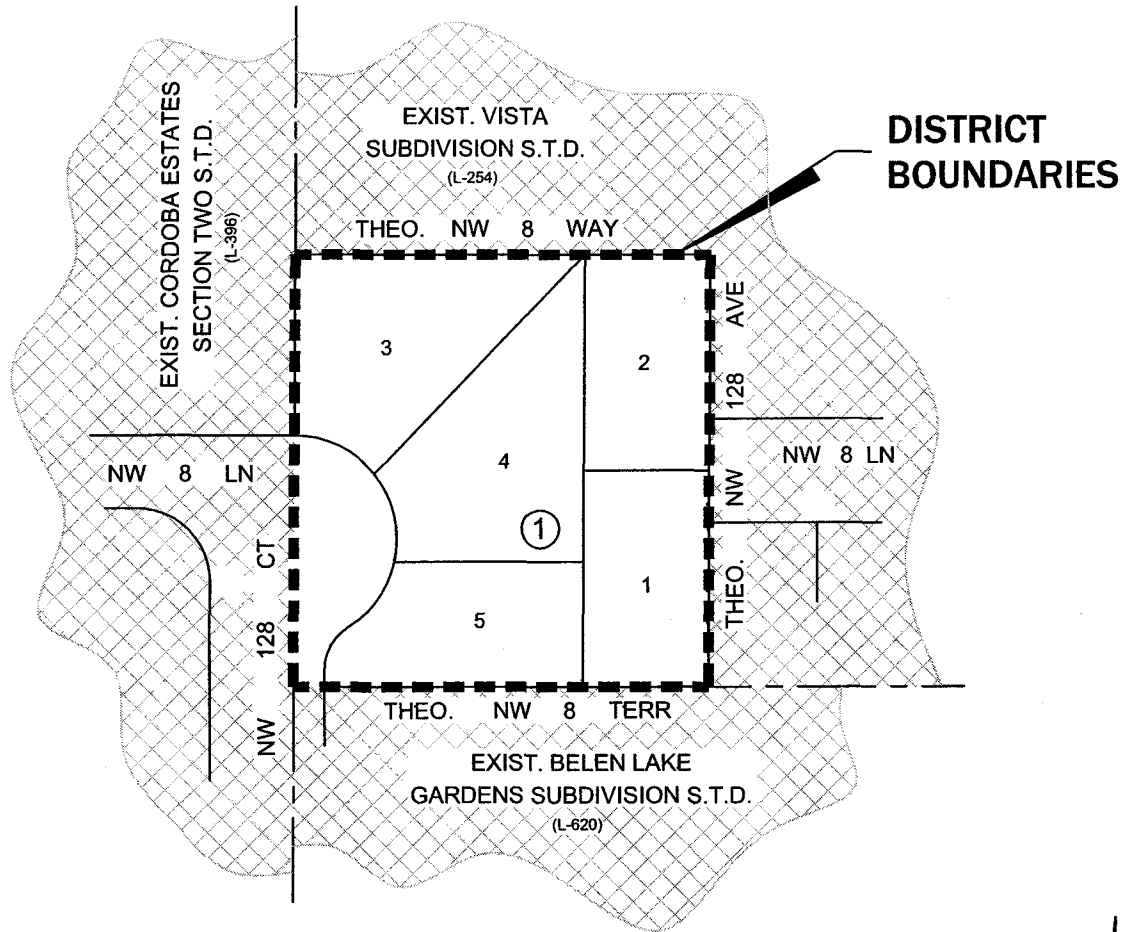 EXIST. CORDOBA ESTATES
SECTION TWO S.T.D.
(L-396)
EXIST. VISTA
SUBDIVISION S.T.D.
(L-254)
DISTRICT
BOUNDARIES
THEO. NW 8 WAY
3
2
4
1
1
5
NW 8 LN
NW 128 CT
THEO. NW 128 AVE
NW 8 LN
THEO. NW 8 TERR
EXIST. BELEN LAKE
GARDENS SUBDIVISION S.T.D.
(L-620)